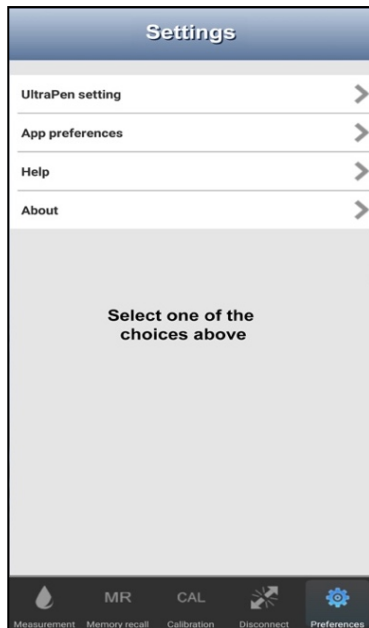 Settings
UltraPen setting
App preferences
Help
About
Select one of the
choices above
MR CAL
Measurement Memory recall Calibration Disconnect Preferences